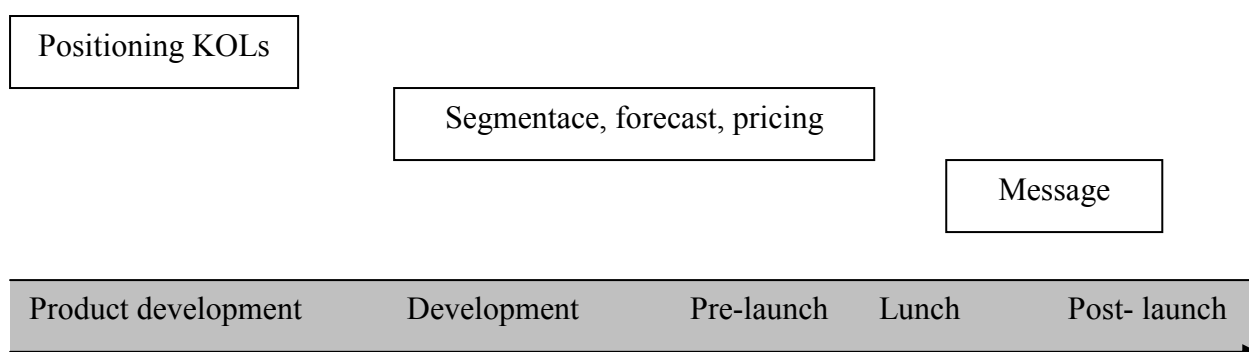 Positioning KOLs
Segmentace, forecast, pricing
Message
Product development Development Pre-launch Lunch Post- launch